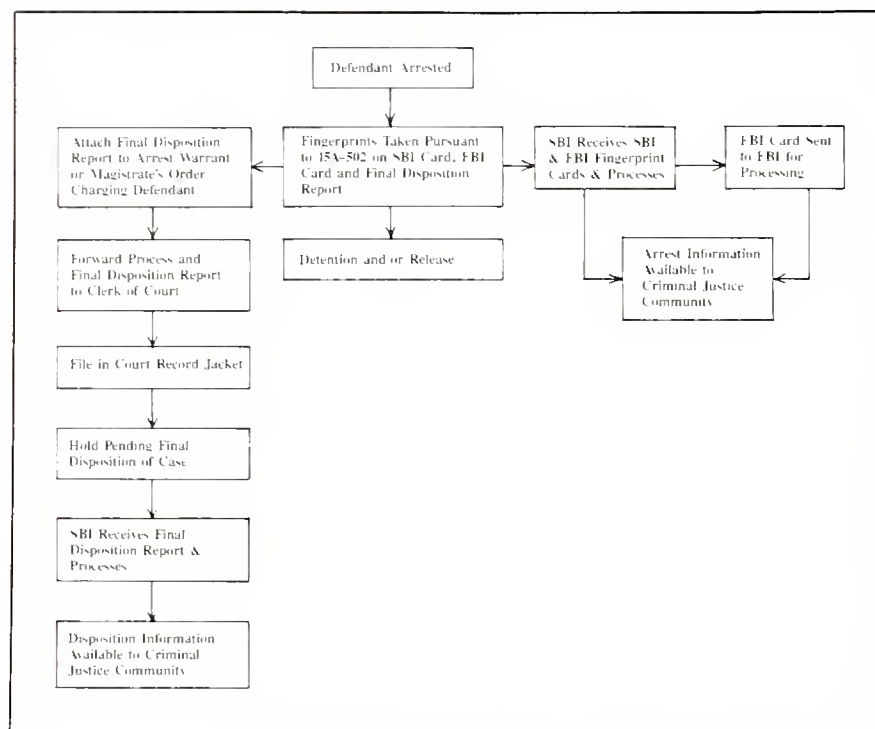 Defendant Arrested
Attach Final Disposition
Report to Arrest Warrant
or Magistrate's Order
Charging Defendant
Fingerprints Taken Pursuant
to 15A-502 on SBI Card, FBI
Card and Final Disposition
Report
SBI Receives SBI
& FBI Fingerprint
Cards & Processes
FBI Card Sent
to FBI for
Processing
Forward Process and
Final Disposition Report
to Clerk of Court
Detention and or Release
Arrest Information
Available to
Criminal Justice
Community
File in Court Record Jacket
Hold Pending Final
Disposition of Case
SBI Receives Final
Disposition Report &
Processes
Disposition Information
Available to Criminal
Justice Community